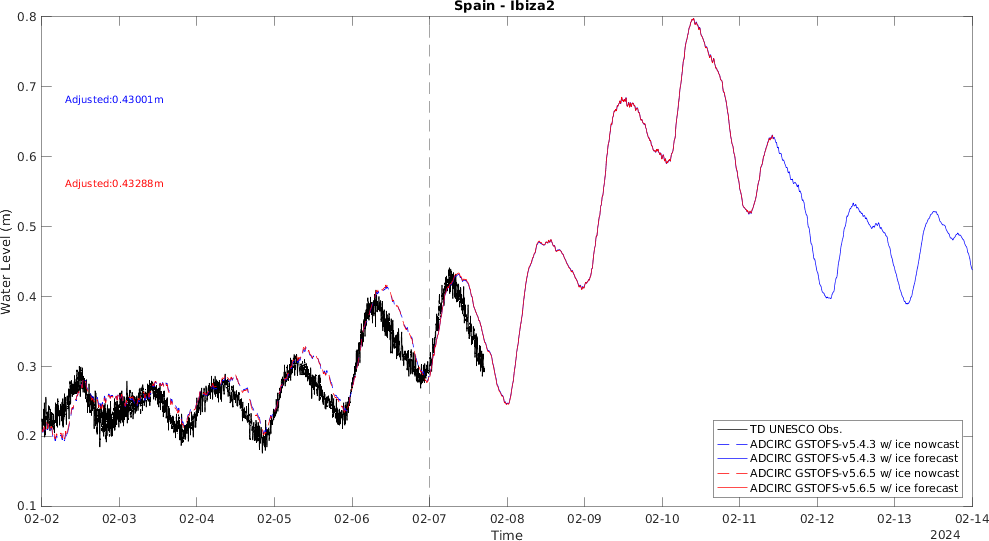 Spain - Ibiza2
0.8
0.7
0.6
0.5
0.4
0.3
0.2
0.1
Water Level (m)
Adjusted:0.43001m
Adjusted:0.43288m
TD UNESCO Obs.
ADCIRC GSTOFS-v5.4.3 w/ ice nowcast
ADCIRC GSTOFS-v5.4.3 w/ ice forecast
ADCIRC GSTOFS-v5.6.5 w/ ice nowcast
ADCIRC GSTOFS-v5.6.5 w/ ice forecast
02-02 02-03 02-04 02-05 02-06 02-07 02-08 02-09 02-10 02-11 02-12 02-13 02-14
Time
2024